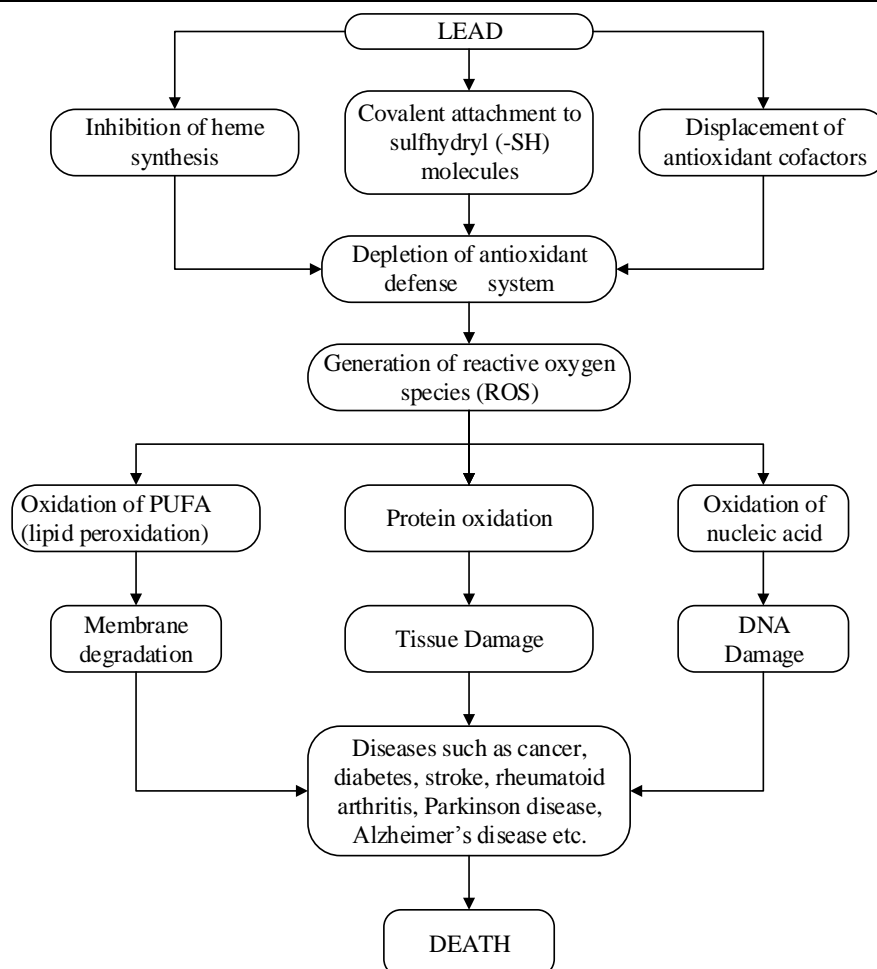 LEAD
Inhibition of heme
synthesis
Covalent attachment to
sulfhydryl (-SH)
molecules
Displacement of
antioxidant cofactors
Depletion of antioxidant
defense system
Generation of reactive oxygen
species (ROS)
Oxidation of PUFA
(lipid peroxidation)
Protein oxidation
Oxidation of
nucleic acid
Membrane
degradation
Tissue Damage
DNA
Damage
Diseases such as cancer,
diabetes, stroke, rheumatoid
arthritis, Parkinson disease,
Alzheimer’s disease etc.
DEATH